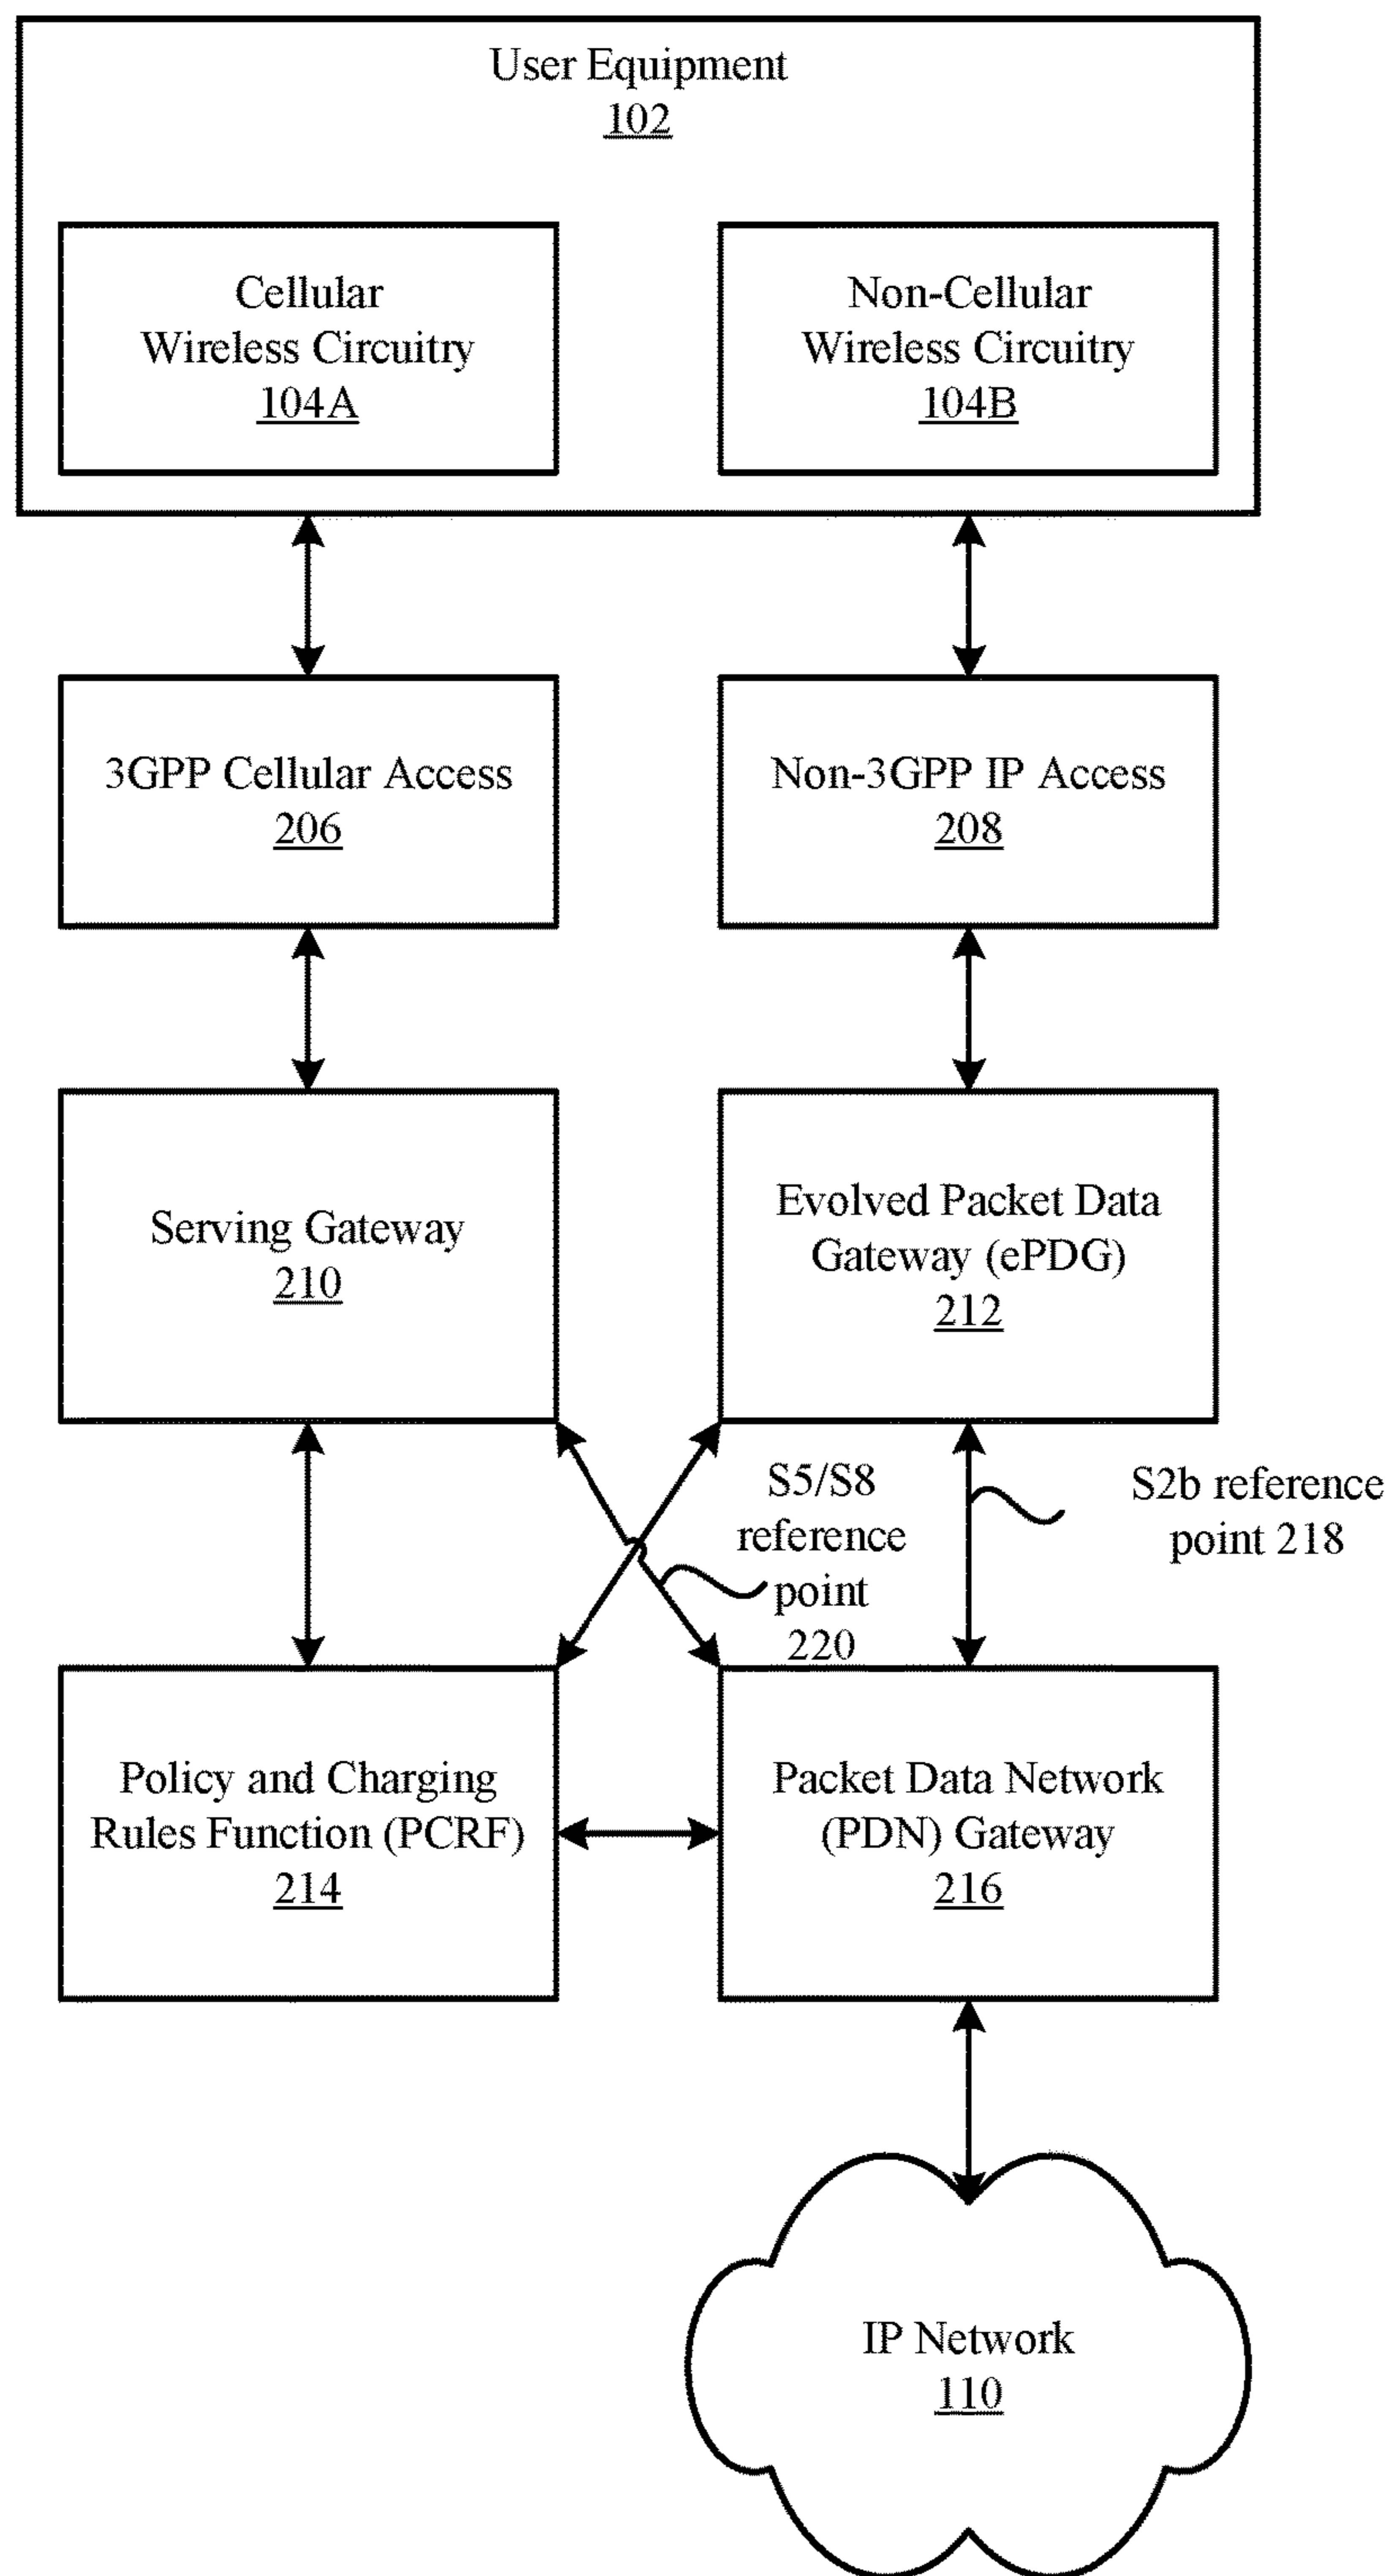 User Equipment
102
Cellular
Wireless Circuitry
104A
Non-Cellular
Wireless Circuitry
104B
3GPP Cellular Access
206
Non-3GPP IP Access
208
Serving Gateway
210
Evolved Packet Data
Gateway (ePDG)
212
S5/S8
reference
point
220
S2b reference
point 218
Policy and Charging
Rules Function (PCRF)
214
Packet Data Network
(PDN) Gateway
216
IP Network
110